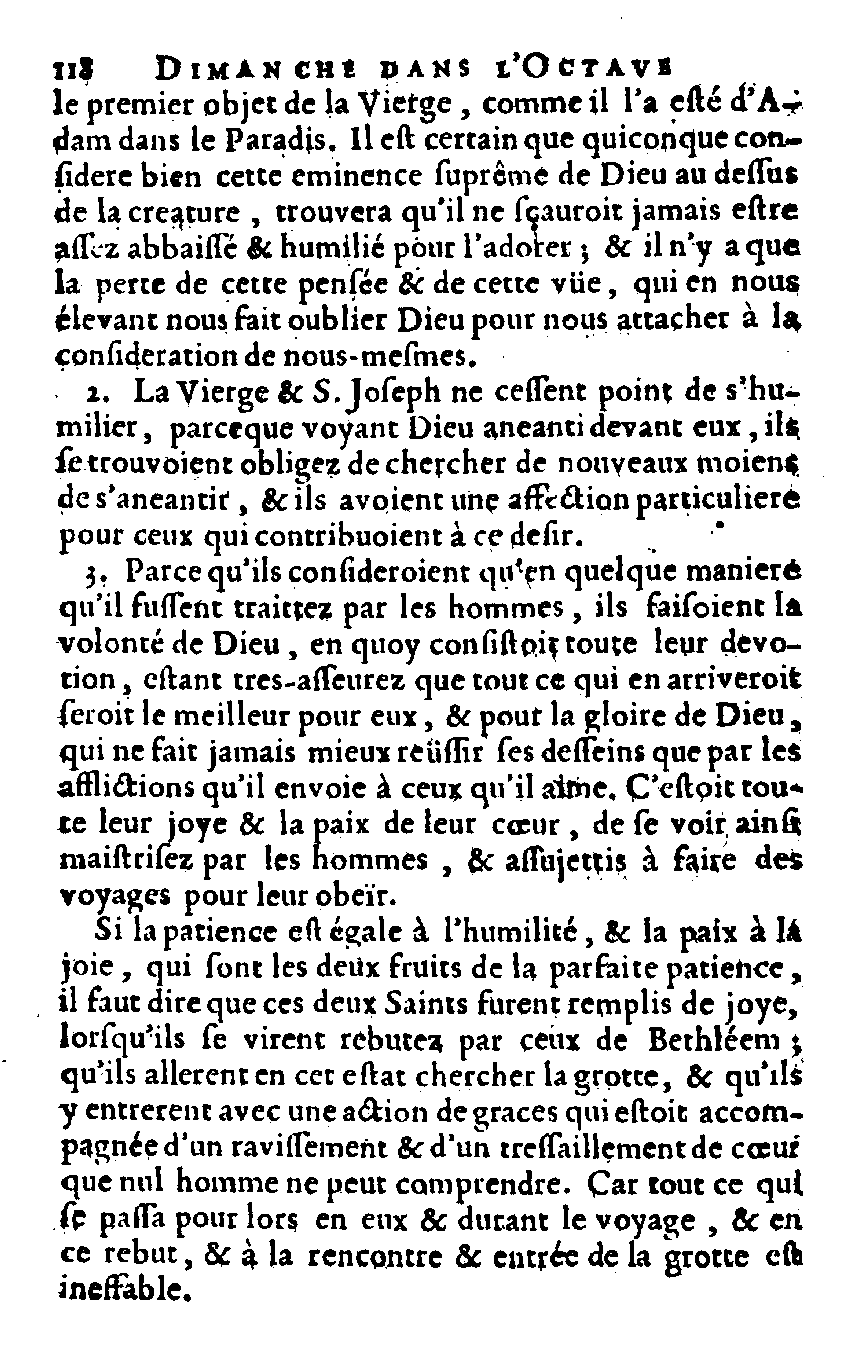 118 DIMANCHE DANS L'OCTAVE
le premier objet de la Vierge, comme il l'a eſté d'A-
dam dans le Paradis. Il eſt certain que quiconque con-
ſidere bien cette eminence ſuprême de Dieu au deſſus
de la creature, trouvera qu'il ne ſçauroit jamais eſtre
aſſez abbaiſſé & humilié pour l'adorer; & il n'y a que
la perte de cette penſée & de cette vüe, qui en nous
élevant nous fait oublier Dieu pour nous attacher à la
conſideration de nous-meſmes.
2. La Vierge & S. Joſeph ne ceſſent point de s'hu-
milier, parceque voyant Dieu aneanti devant eux, ils
ſe trouvoient obligez de chercher de nouveaux moiens
de s'aneantir, & ils avoient une affection particuliere
pour ceux qui contribuoient à ce deſir.
3. Parce qu'ils conſideroient qu'en quelque maniere
qu'il fuſſent traittez par les hommes, ils faiſoient la
volonté de Dieu, en quoy conſiſtoit toute leur devo-
tion, eſtant tres-aſſeurez que tout ce qui en arriveroit
ſeroit le meilleur pour eux, & pour la gloire de Dieu,
qui ne fait jamais mieux reüſſir ſes deſſeins que par les
afflictions qu'il envoie à ceux qu'il aime. C'eſtoit tou-
te leur joye & la paix de leur cœur, de ſe voir ainſi
maiſtriſez par les hommes, & aſſujettis à faire des
voyages pour leur obeïr.
Si la patience eſt égale à l'humilité, & la paix à la
joie, qui ſont les deux fruits de la parfaite patience,
il faut dire que ces deux Saints furent remplis de joye,
lorſqu'ils ſe virent rebutez par ceux de Bethléem;
qu'ils allerent en cet eſtat chercher la grotte, & qu'ils
y entrerent avec une action de graces qui eſtoit accom-
pagnée d'un raviſſement & d'un treſſaillement de cœur
que nul homme ne peut comprendre. Car tout ce qui
ſe paſſa pour lors en eux & durant le voyage, & en
ce rebut, & à la rencontre & entrée de la grotte eſt
ineffable.